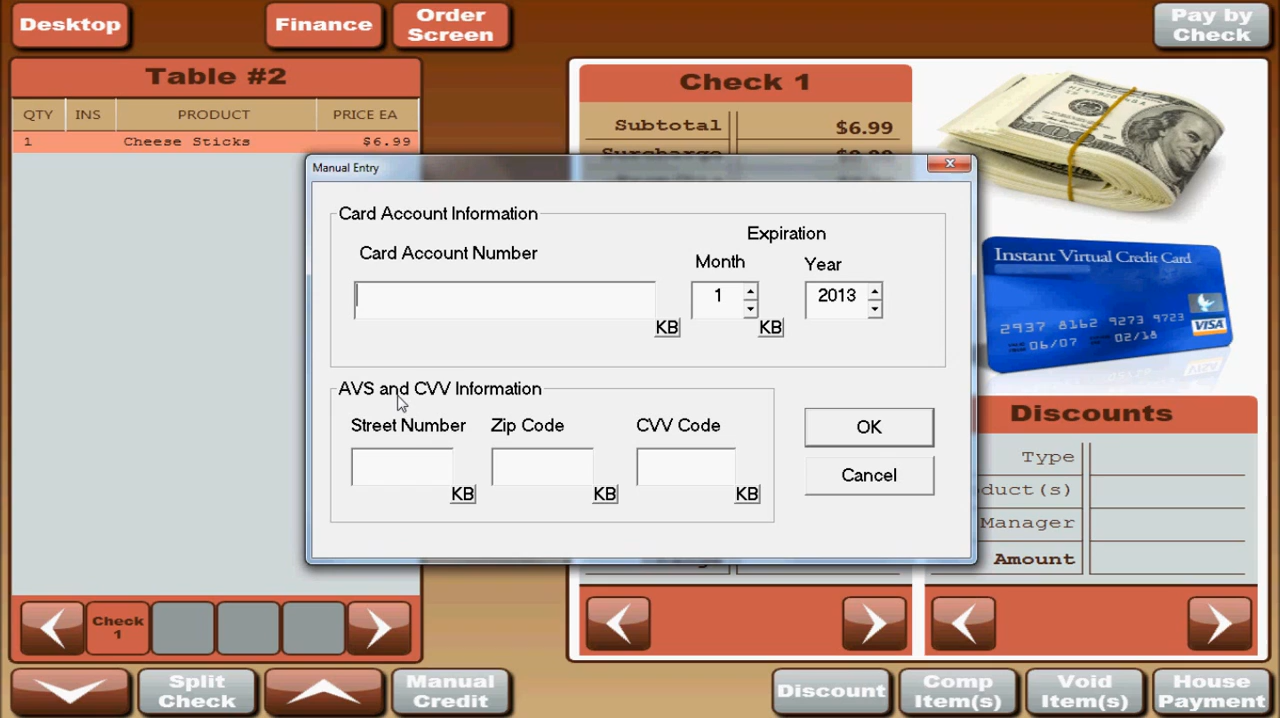 Desktop
Finance
Order
Screen
Pay by
Check
Table #2
QTY INS PRODUCT PRICE EA
1 Cheese Sticks $6.99
Check 1
Subtotal $6.99
Surcharge
Manual Entry
Card Account Information
Card Account Number
Expiration
Month
Year
1
2013
KB
KB
AVS and CVV Information
Street Number
Zip Code
CVV Code
KB
KB
KB
OK
Cancel
Instant Virtual Credit Card
2937 8162 9273 9723
06/07
02/18
VISA
Discounts
Type
duct(s)
Manager
Amount
Check
1
Split
Check
Manual
Credit
Discount
Comp
Item(s)
Void
Item(s)
House
Payment